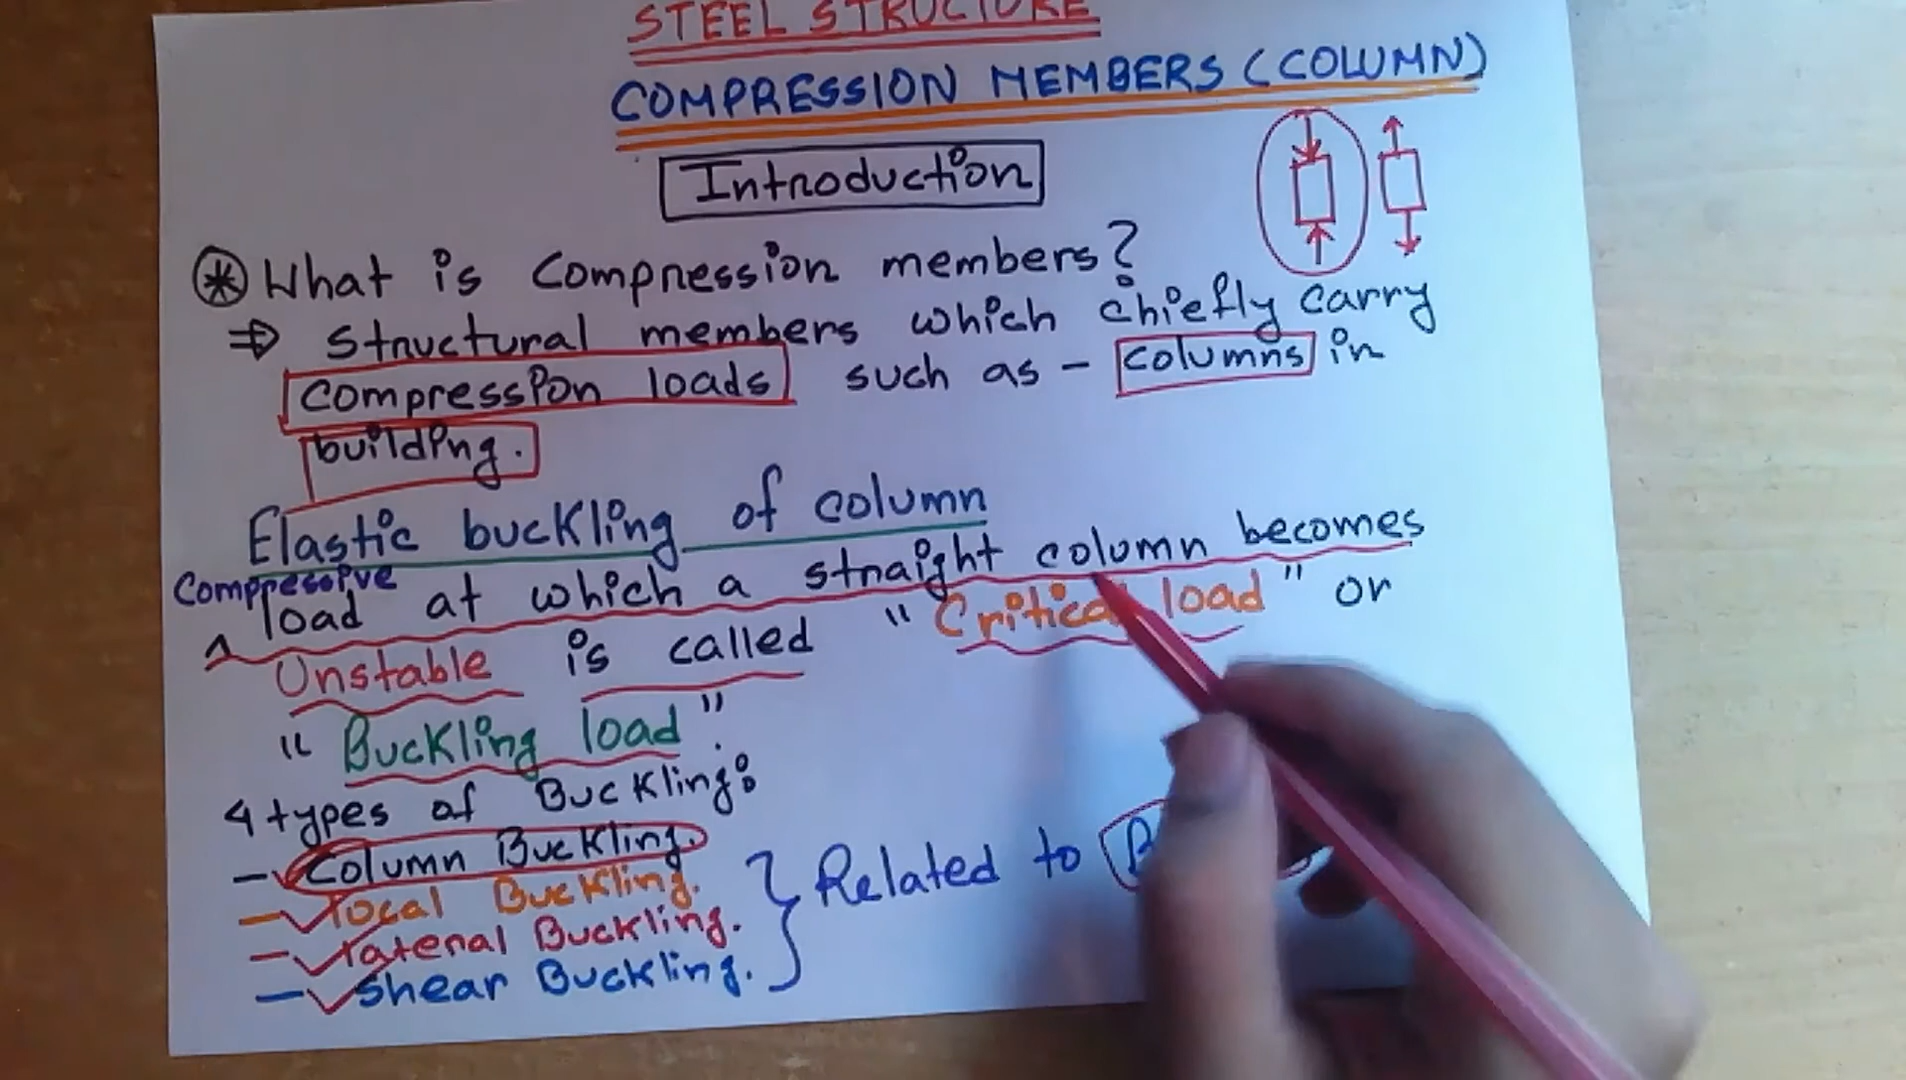 STEEL STRUCTURE
COMPRESSION MEMBERS (COLUMN)
Introduction
What is Compression members?
⇒ structural members which chiefly carry
compression loads such as - columns in
building.
Elastic buckling of column
Compressive
load at which a straight column becomes
Unstable is called "Critical load" or
"Buckling load".
4 types of Buckling:
- Column Buckling.
- local Buckling.
- lateral Buckling.
- shear Buckling.
Related to